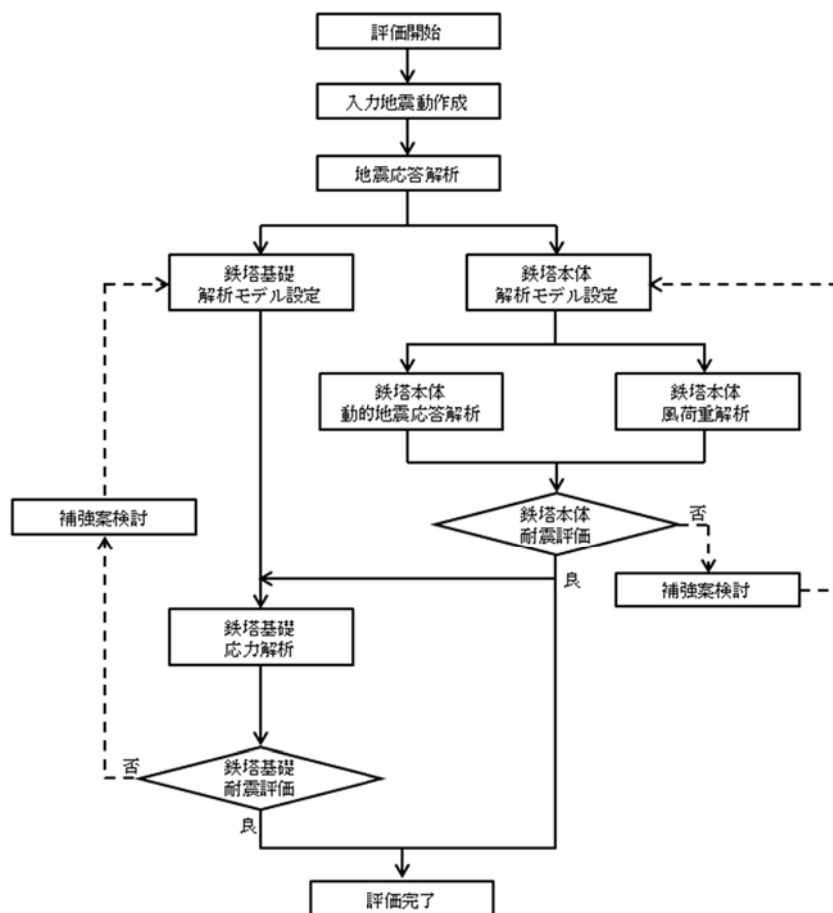 評価開始
入力地震動作成
地震応答解析
鉄塔基礎
解析モデル設定
鉄塔本体
解析モデル設定
鉄塔本体
動的地震応答解析
鉄塔本体
風荷重解析
補強案検討
鉄塔本体
耐震評価
否
良
補強案検討
鉄塔基礎
応力解析
否
鉄塔基礎
耐震評価
良
評価完了